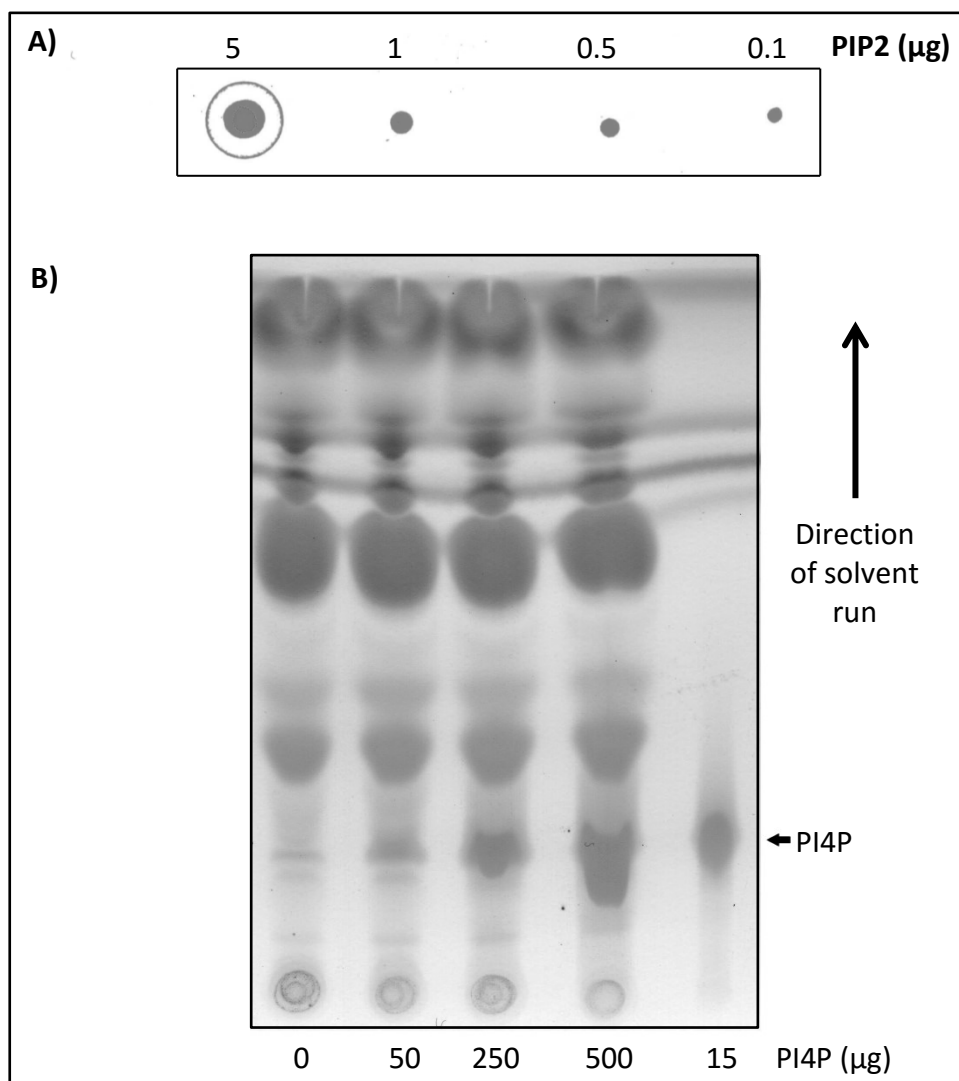 A) 5 1 0.5 0.1 PIP2 (µg)
B)
Direction
of solvent
run
PI4P
0 50 250 500 15 PI4P (µg)